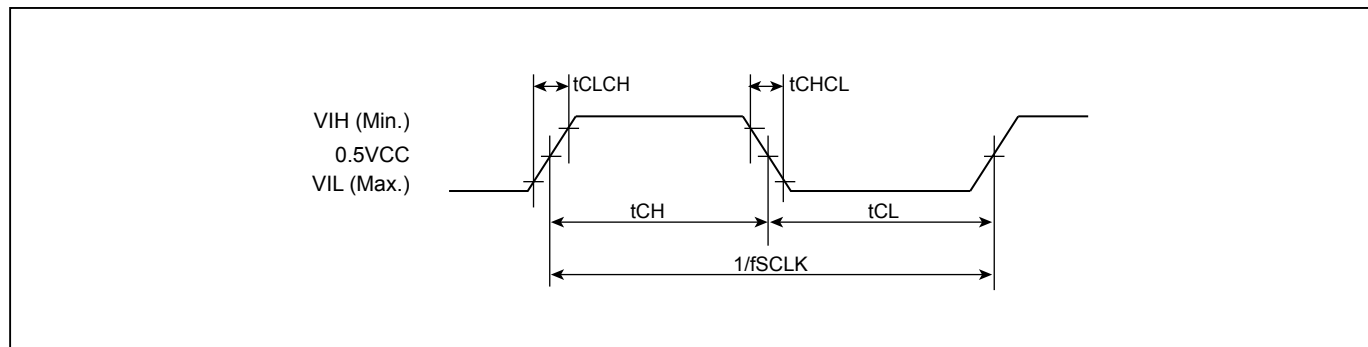 tCLCH
tCHCL
VIH (Min.)
0.5VCC
VIL (Max.)
tCH
tCL
1/fSCLK